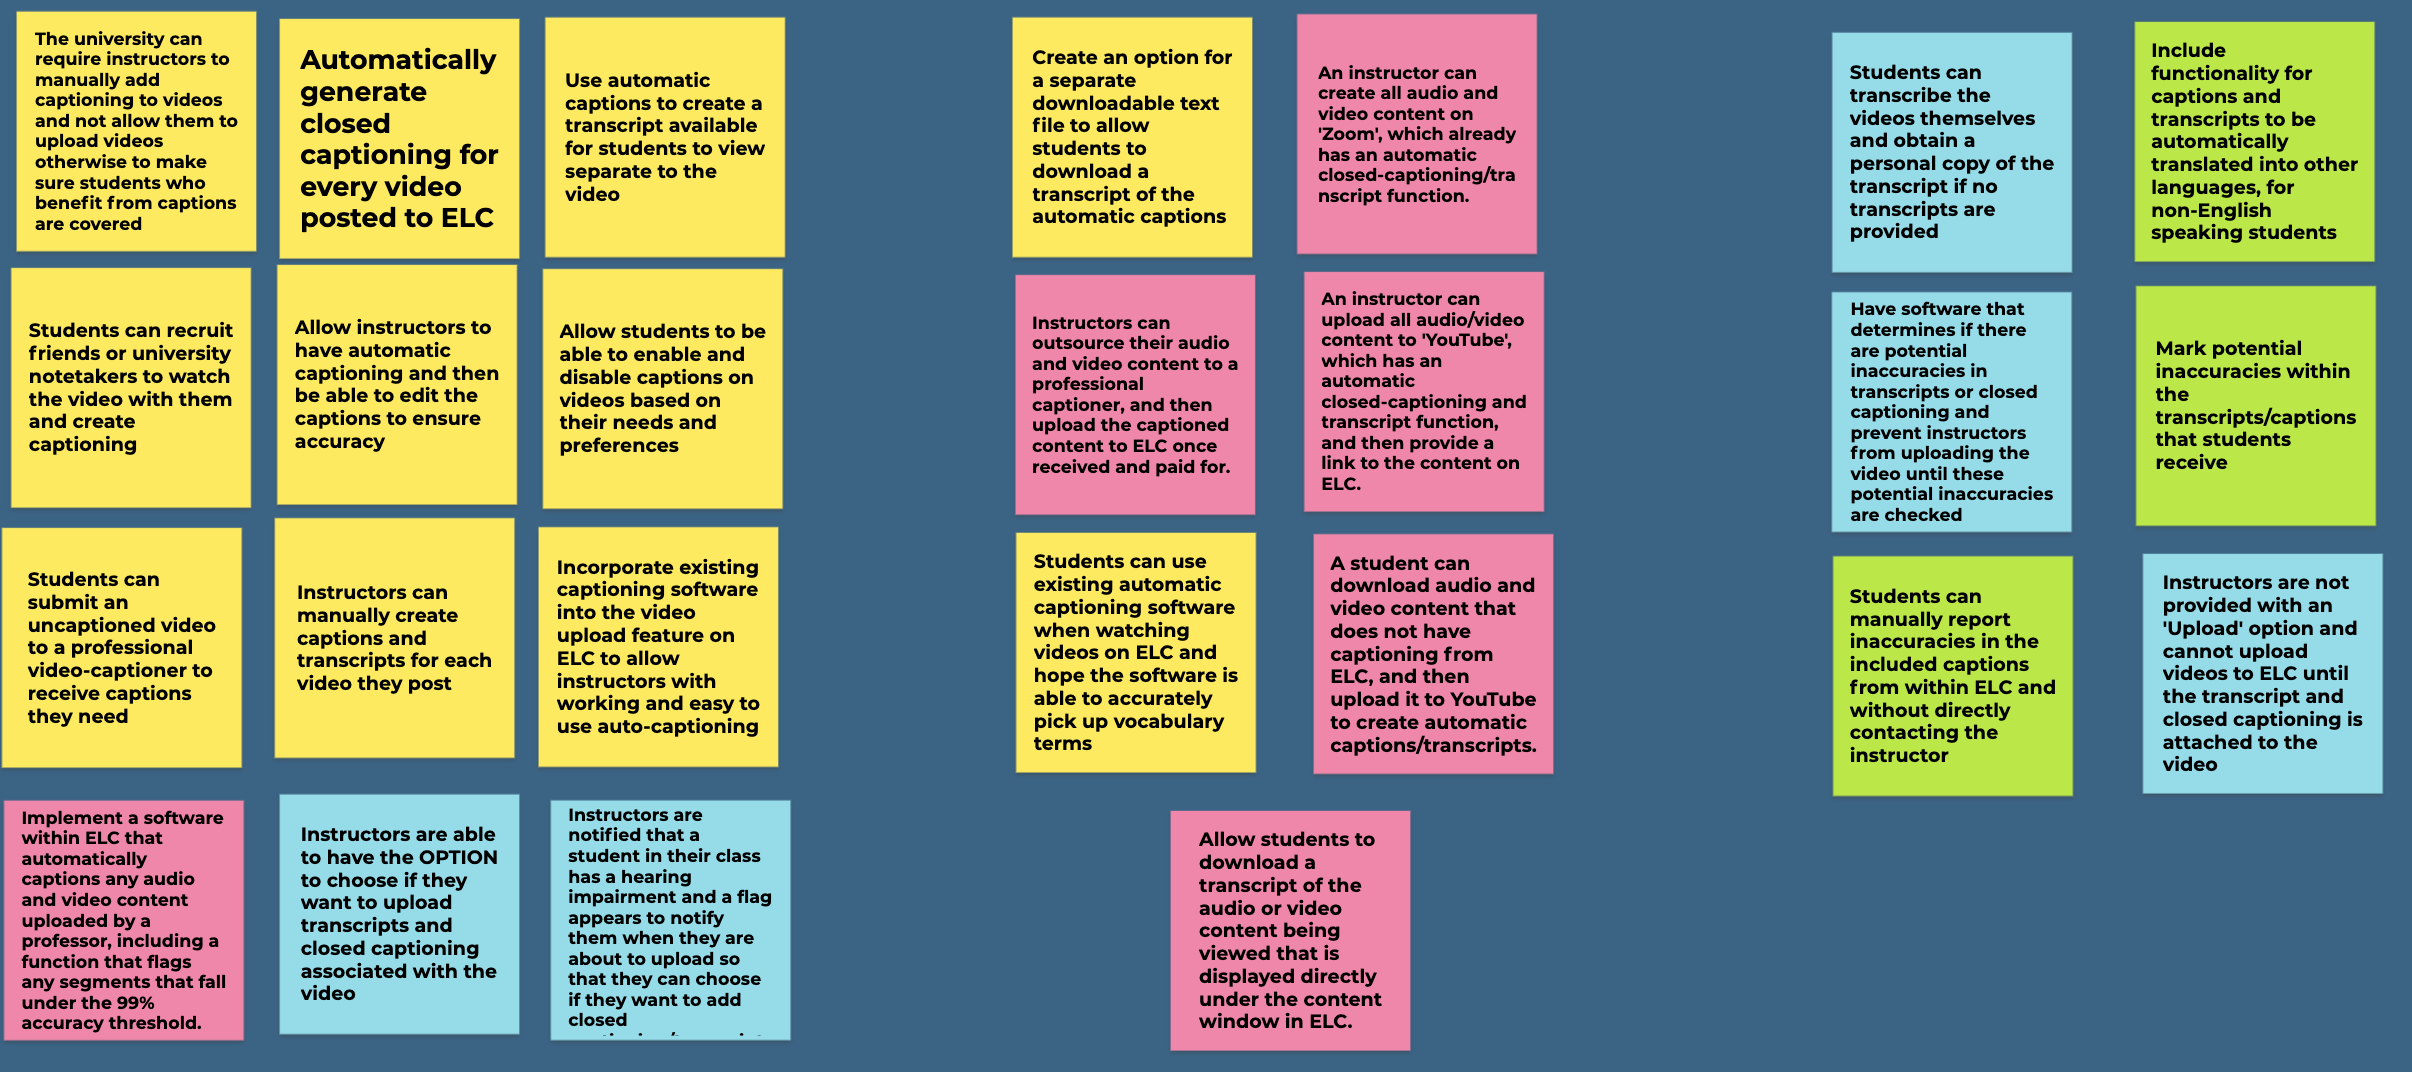 The university can
require instructors to
manually add
captioning to videos
and not allow them to
upload videos
otherwise to make
sure students who
benefit from captions
are covered
Automatically
generate
closed
captioning for
every video
posted to ELC
Use automatic
captions to create a
transcript available
for students to view
separate to the
video
Students can recruit
friends or university
notetakers to watch
the video with them
and create
captioning
Allow instructors to
have automatic
captioning and then
be able to edit the
captions to ensure
accuracy
Allow students to be
able to enable and
disable captions on
videos based on
their needs and
preferences
Students can
submit an
uncaptioned video
to a professional
video-captioner to
receive captions
they need
Instructors can
manually create
captions and
transcripts for each
video they post
Incorporate existing
captioning software
into the video
upload feature on
ELC to allow
instructors with
working and easy to
use auto-captioning
Implement a software
within ELC that
automatically
captions any audio
and video content
uploaded by a
professor, including a
function that flags
any segments that fall
under the 99%
accuracy threshold.
Instructors are able
to have the OPTION
to choose if they
want to upload
transcripts and
closed captioning
associated with the
video
Instructors are
notified that a
student in their class
has a hearing
impairment and a flag
appears to notify
them when they are
about to upload so
that they can choose
if they want to add
closed
Create an option for
a separate
downloadable text
file to allow
students to
download a
transcript of the
automatic captions
An instructor can
create all audio and
video content on
'Zoom', which already
has an automatic
closed-captioning/tra
nscript function.
Instructors can
outsource their audio
and video content to a
professional
captioner, and then
upload the captioned
content to ELC once
received and paid for.
An instructor can
upload all audio/video
content to 'YouTube',
which has an
automatic
closed-captioning and
transcript function,
and then provide a
link to the content on
ELC.
Students can use
existing automatic
captioning software
when watching
videos on ELC and
hope the software is
able to accurately
pick up vocabulary
terms
A student can
download audio and
video content that
does not have
captioning from
ELC, and then
upload it to YouTube
to create automatic
captions/transcripts.
Allow students to
download a
transcript of the
audio or video
content being
viewed that is
displayed directly
under the content
window in ELC.
Students can
transcribe the
videos themselves
and obtain a
personal copy of the
transcript if no
transcripts are
provided
Include
functionality for
captions and
transcripts to be
automatically
translated into other
languages, for
non-English
speaking students
Have software that
determines if there
are potential
inaccuracies in
transcripts or closed
captioning and
prevent instructors
from uploading the
video until these
potential inaccuracies
are checked
Mark potential
inaccuracies within
the
transcripts/captions
that students
receive
Students can
manually report
inaccuracies in the
included captions
from within ELC and
without directly
contacting the
instructor
Instructors are not
provided with an
'Upload' option and
cannot upload
videos to ELC until
the transcript and
closed captioning is
attached to the
video